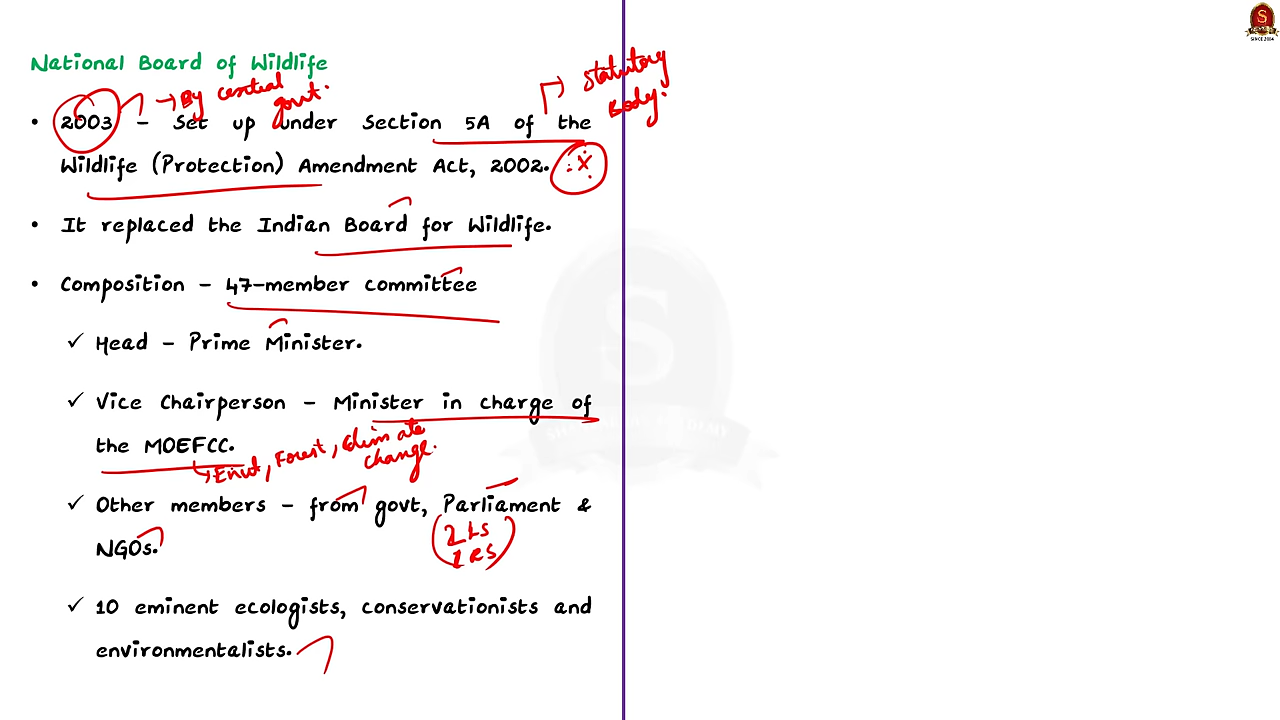 National Board of Wildlife
→ By central govt.
→ Statutory Body.
• 2003 – Set up under Section 5A of the
Wildlife (Protection) Amendment Act, 2002.
• It replaced the Indian Board for Wildlife.
• Composition – 47-member committee
✓ Head – Prime Minister.
✓ Vice Chairperson – Minister in charge of
the MOEFCC.
Envt, Forest, Climate
change.
✓ Other members – from govt, Parliament &
NGOs.
2 LS
1 RS
✓ 10 eminent ecologists, conservationists and
environmentalists.
S
SINCE 2004